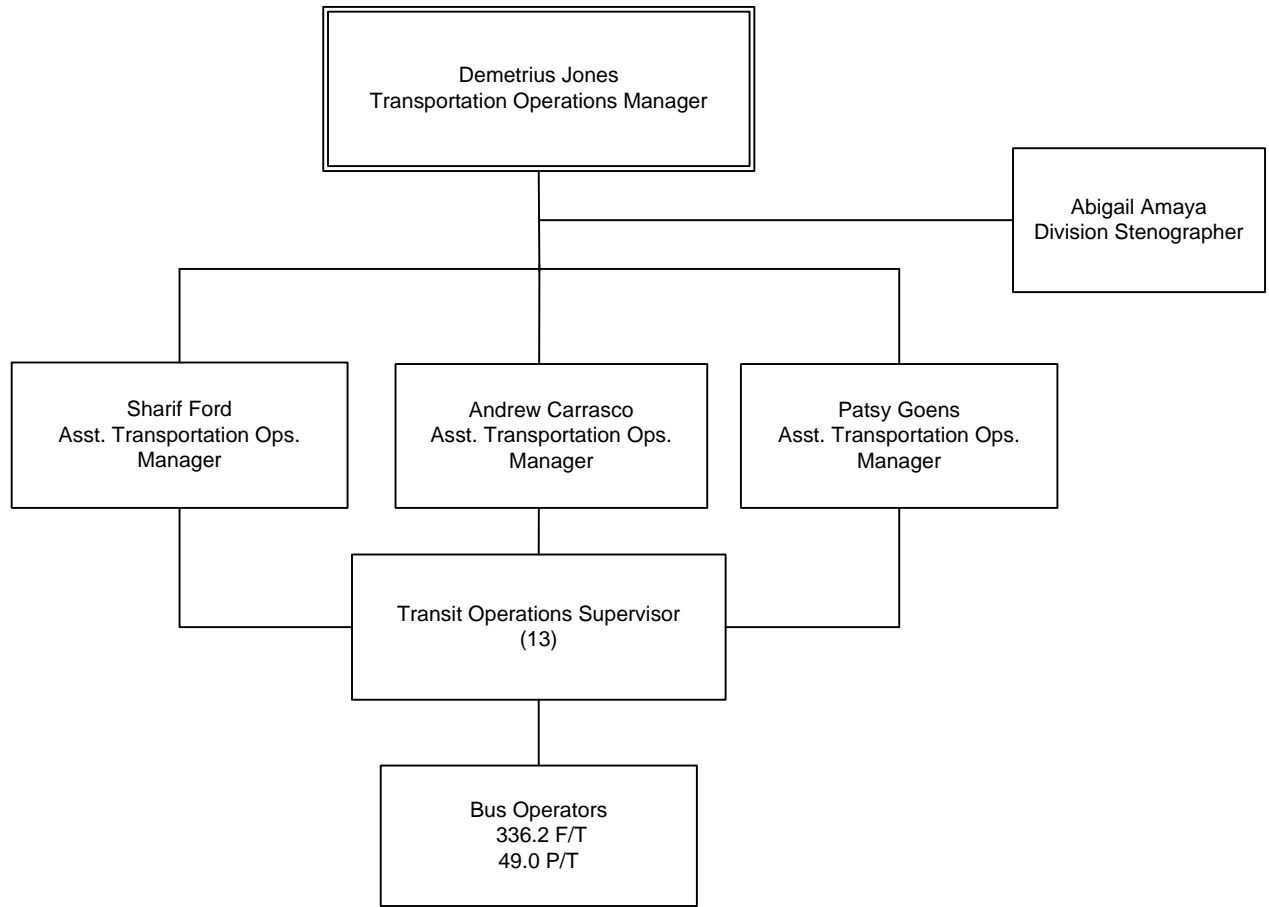 Demetrius Jones
Transportation Operations Manager
Abigail Amaya
Division Stenographer
Sharif Ford
Asst. Transportation Ops.
Manager
Andrew Carrasco
Asst. Transportation Ops.
Manager
Patsy Goens
Asst. Transportation Ops.
Manager
Transit Operations Supervisor
(13)
Bus Operators
336.2 F/T
49.0 P/T